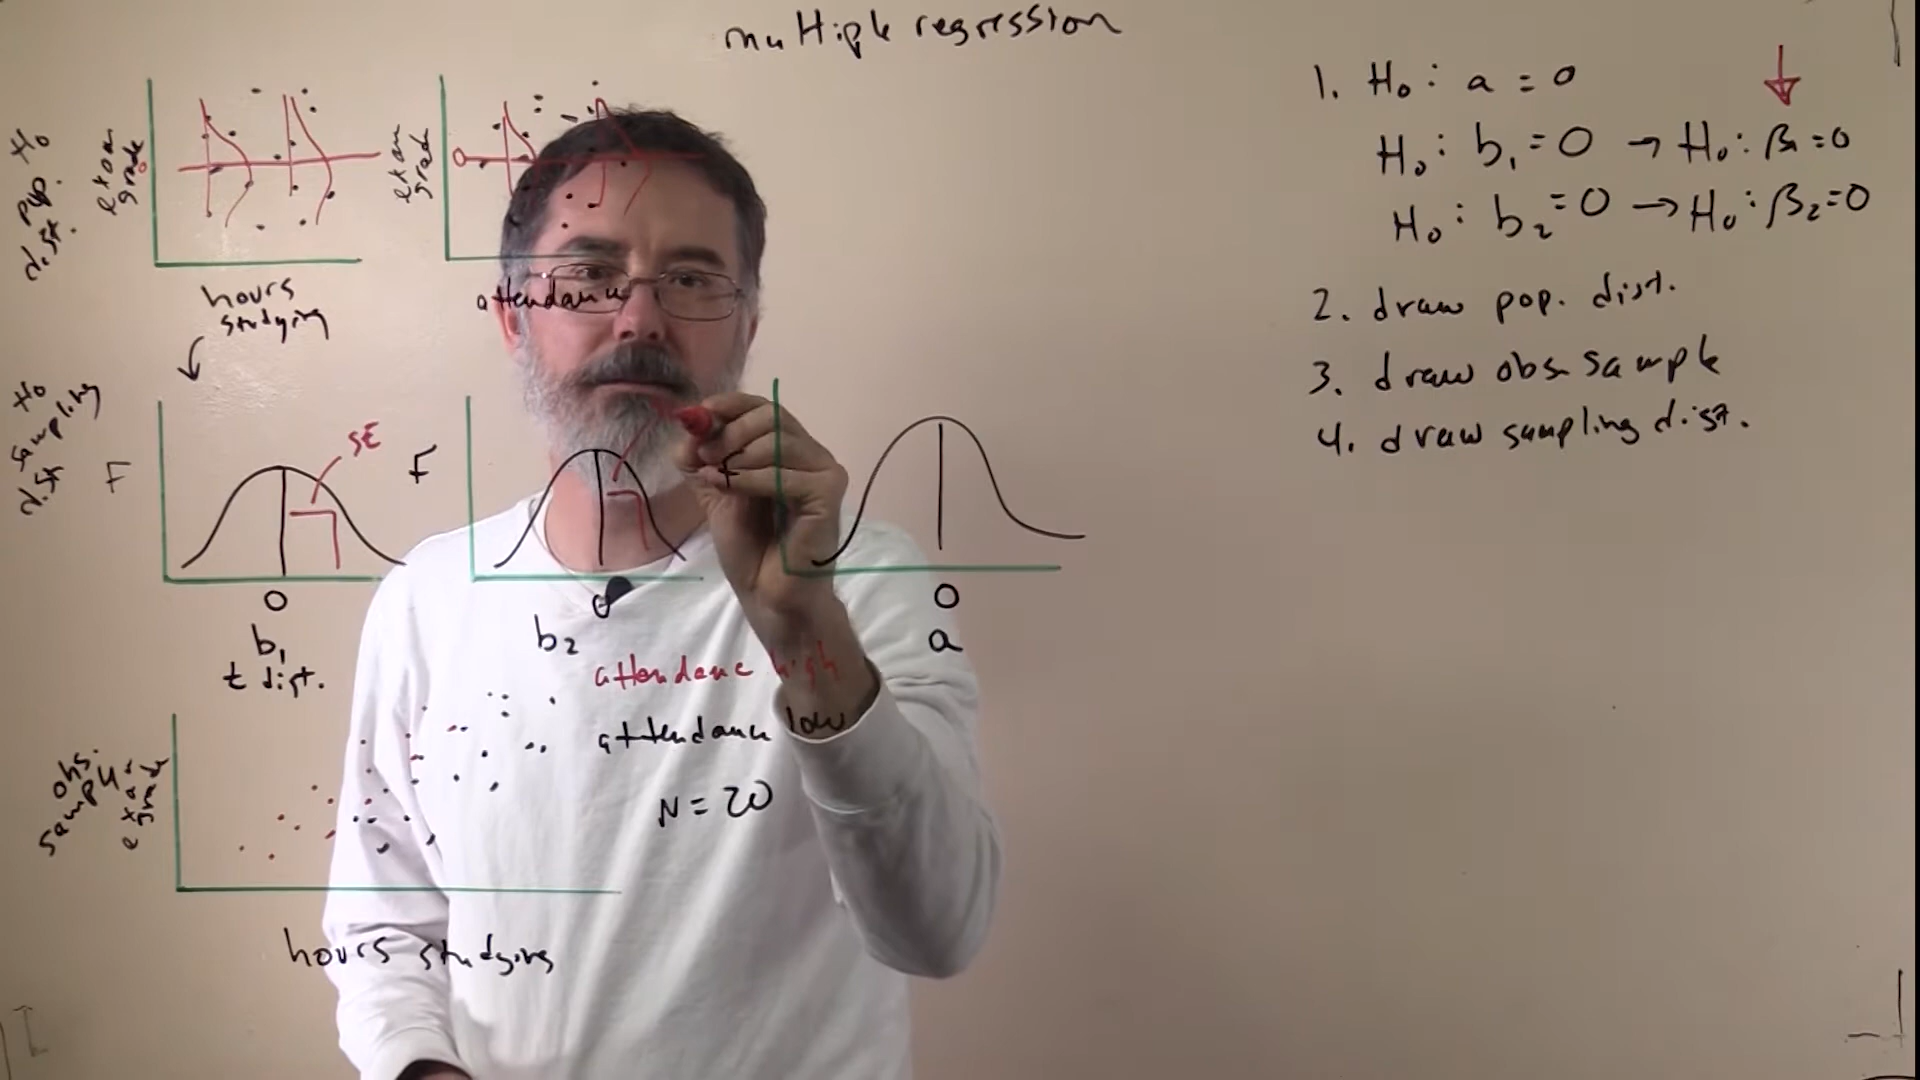 multiple regression
1. H₀: a = 0
H₀: b₁ = 0 → H₀: β₁ = 0
H₀: b₂ = 0 → H₀: β₂ = 0
2. draw pop. dist.
3. draw obs. sample
4. draw sampling dist.
H₀
pop.
dist.
exam
grade
0
hours
studying
exam
grade
0
attendance
H₀
sampling
dist
F
SE
0
b₁
t dist.
F
0
b₂
F
0
a
attendance high
attendance low
N = 20
obs.
sample
exam
grade
hours studying